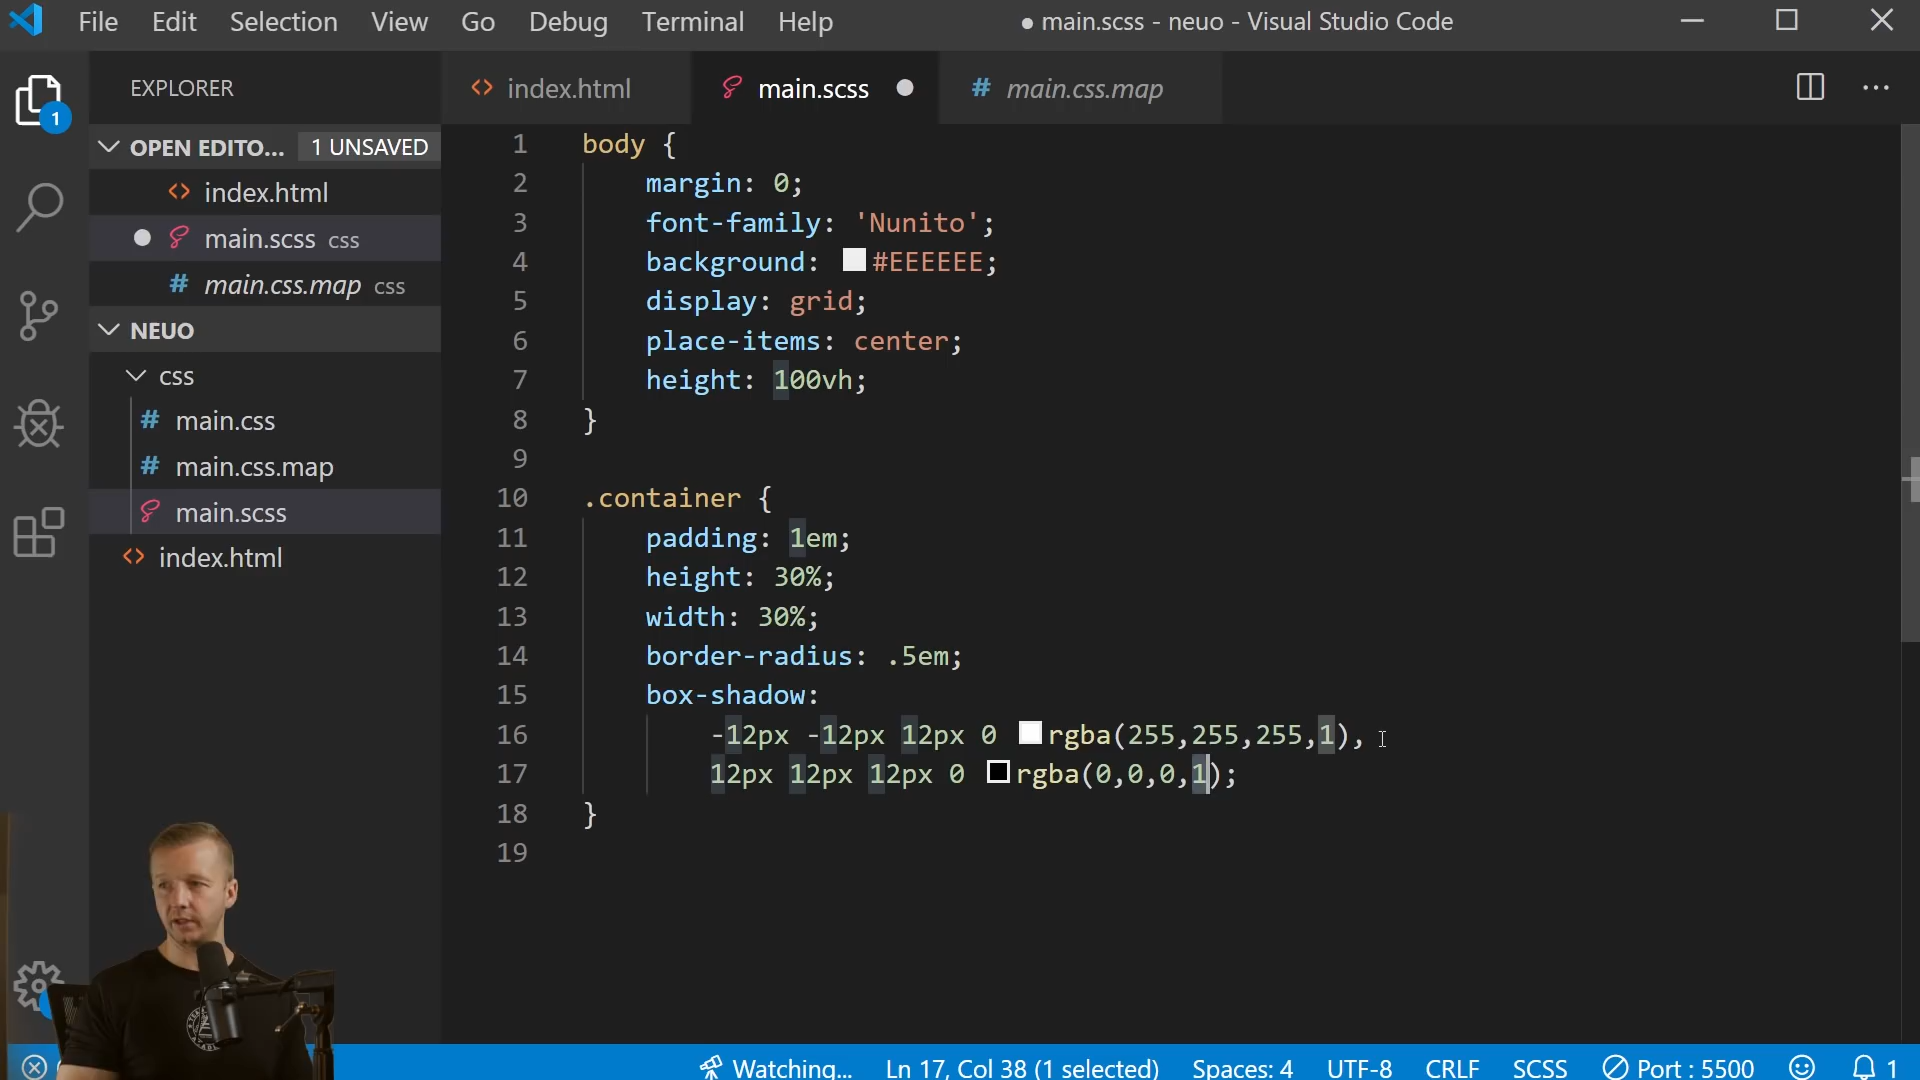 File Edit Selection View Go Debug Terminal Help ● main.scss - neuo - Visual Studio Code
EXPLORER
OPEN EDITO... 1 UNSAVED
index.html
main.scss css
main.css.map css
NEUO
css
main.css
main.css.map
main.scss
index.html
index.html main.scss main.css.map
1 body {
2 margin: 0;
3 font-family: 'Nunito';
4 background: #EEEEEE;
5 display: grid;
6 place-items: center;
7 height: 100vh;
8 }
9
10 .container {
11 padding: 1em;
12 height: 30%;
13 width: 30%;
14 border-radius: .5em;
15 box-shadow:
16 -12px -12px 12px 0 rgba(255,255,255,1),
17 12px 12px 12px 0 rgba(0,0,0,1);
18 }
19
Watching... Ln 17, Col 38 (1 selected) Spaces: 4 UTF-8 CRLF SCSS Port : 5500 1
1